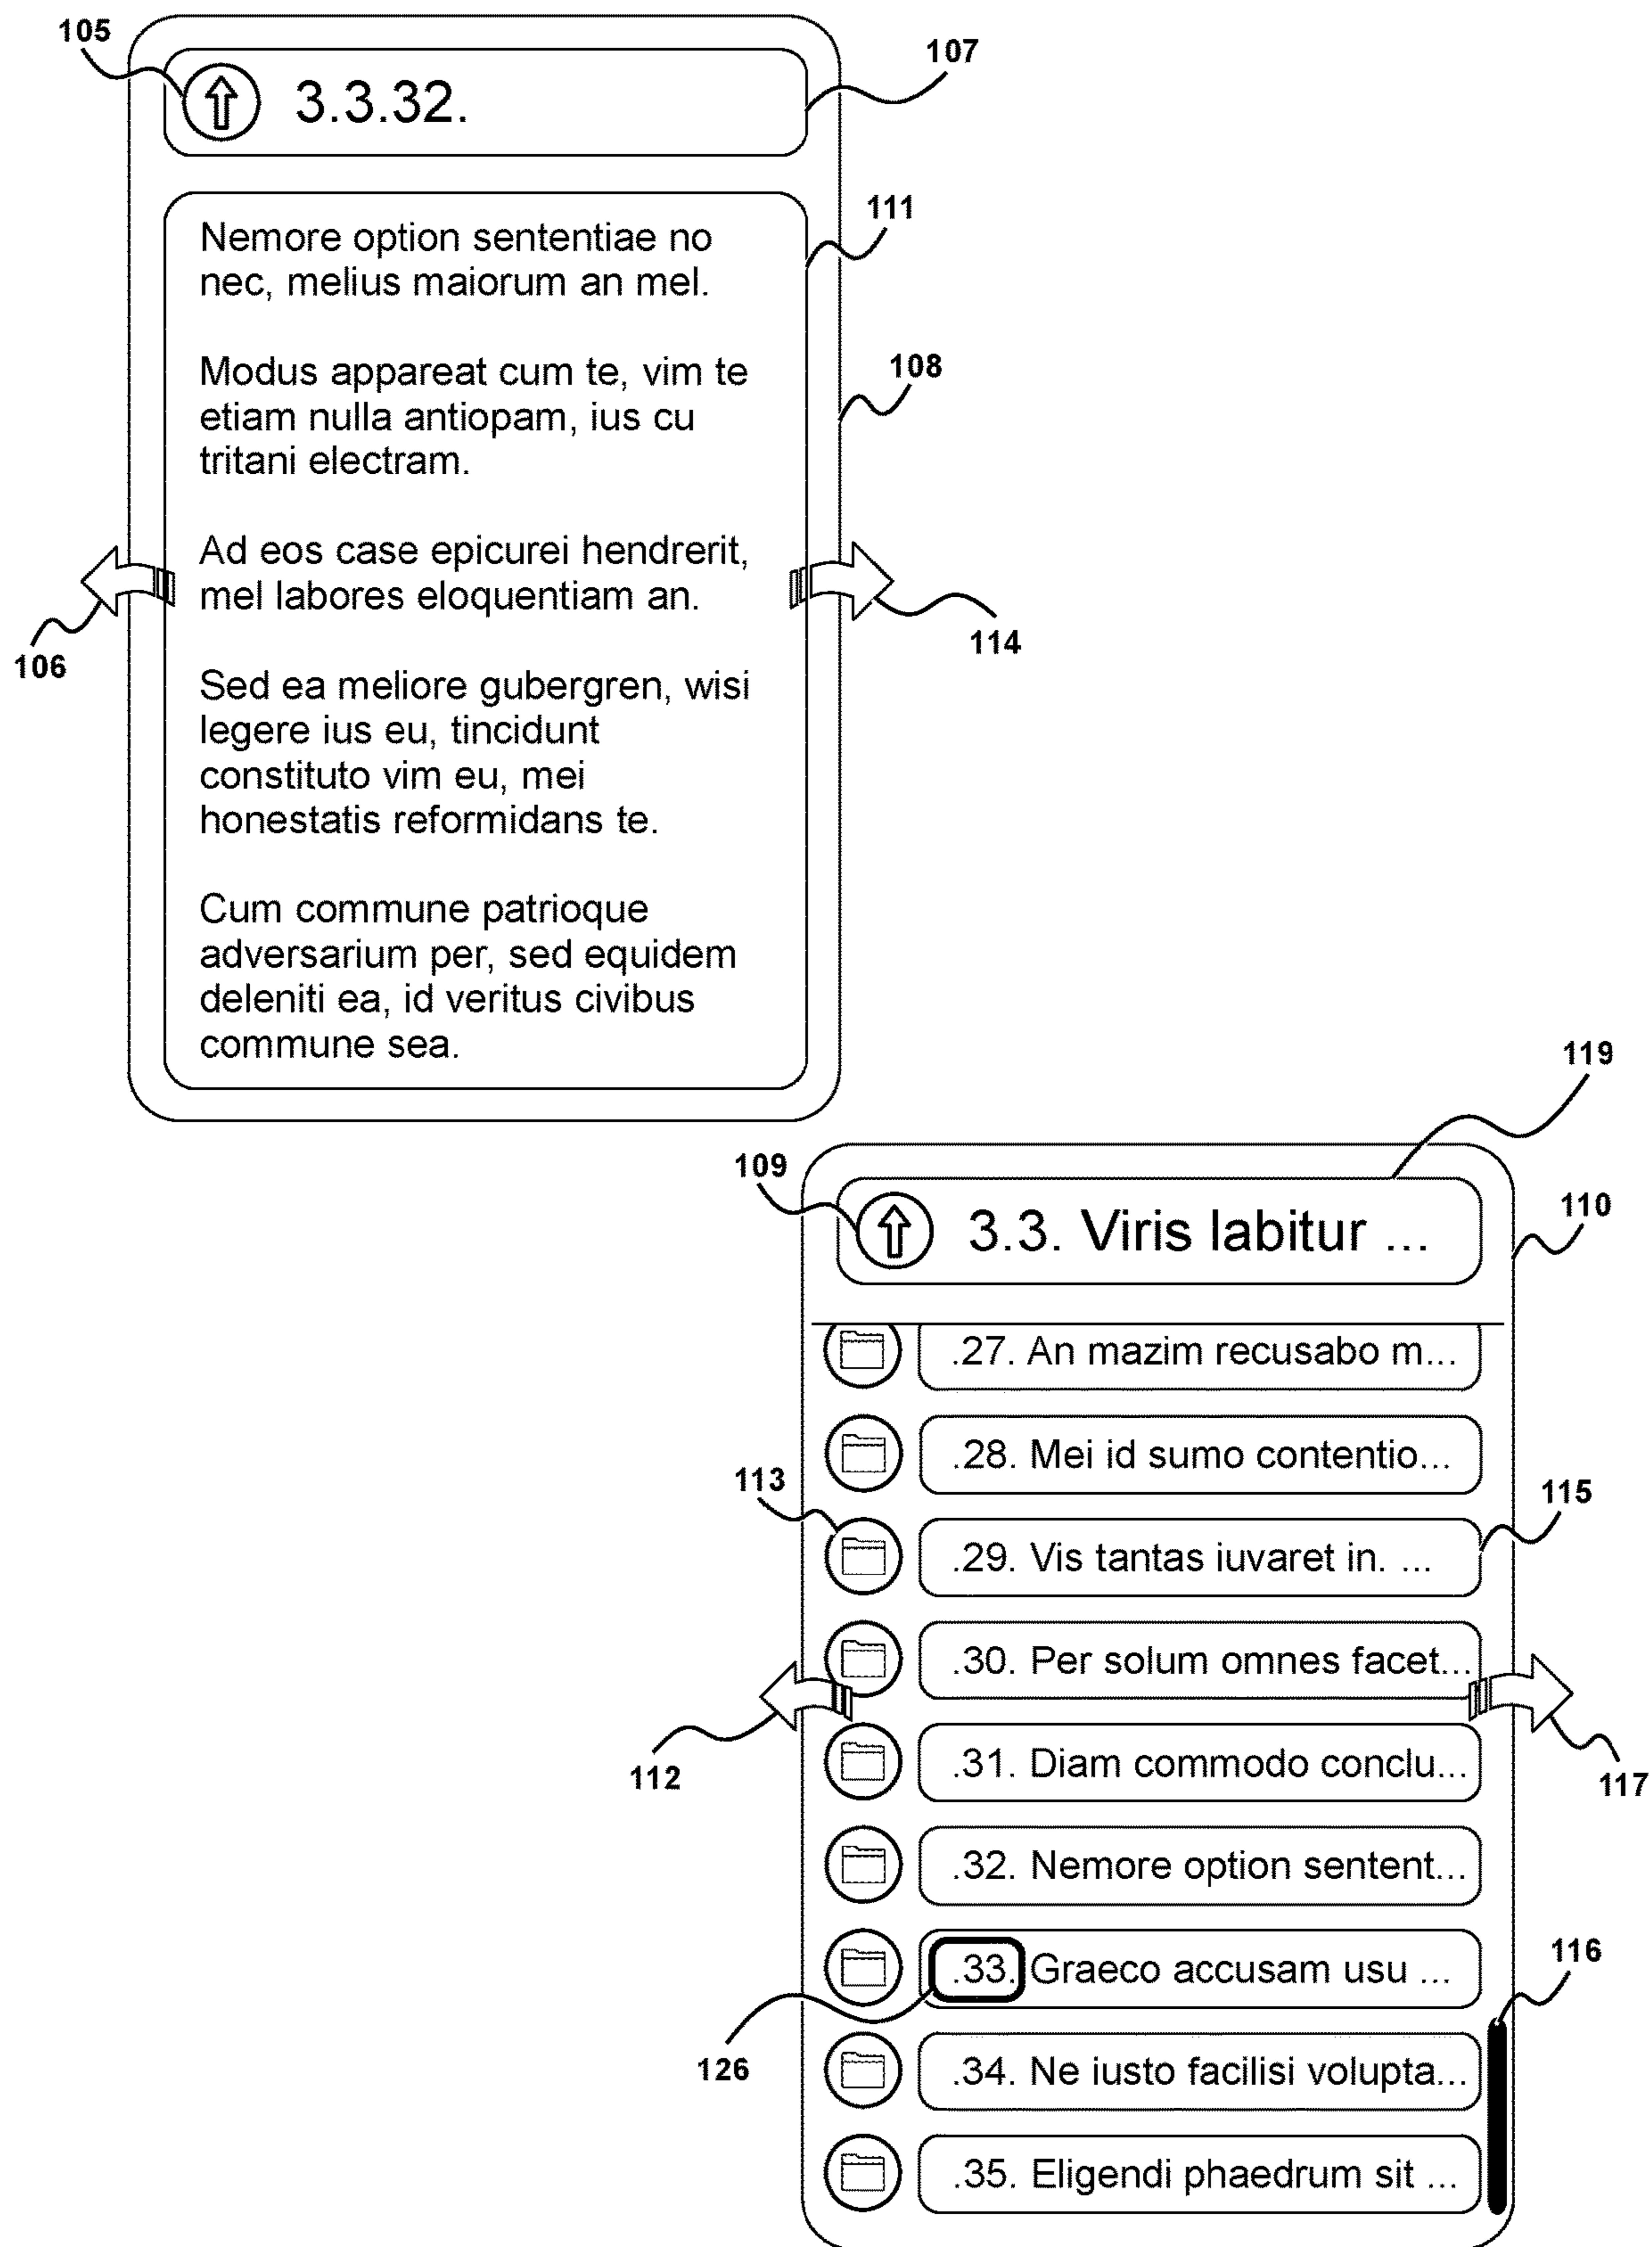 105
107
3.3.32.
111
Nemore option sententiae no
nec, melius maiorum an mel.
108
Modus appareat cum te, vim te
etiam nulla antiopam, ius cu
tritani electram.
Ad eos case epicurei hendrerit,
mel labores eloquentiam an.
106
114
Sed ea meliore gubergren, wisi
legere ius eu, tincidunt
constituto vim eu, mei
honestatis reformidans te.
Cum commune patrioque
adversarium per, sed equidem
deleniti ea, id veritus civibus
commune sea.
119
109
110
3.3. Viris labitur ...
.27. An mazim recusabo m...
.28. Mei id sumo contentio...
113
115
.29. Vis tantas iuvaret in. ...
.30. Per solum omnes facet...
112
117
.31. Diam commodo conclu...
.32. Nemore option sentent...
116
.33. Graeco accusam usu ...
126
.34. Ne iusto facilisi volupta...
.35. Eligendi phaedrum sit ...